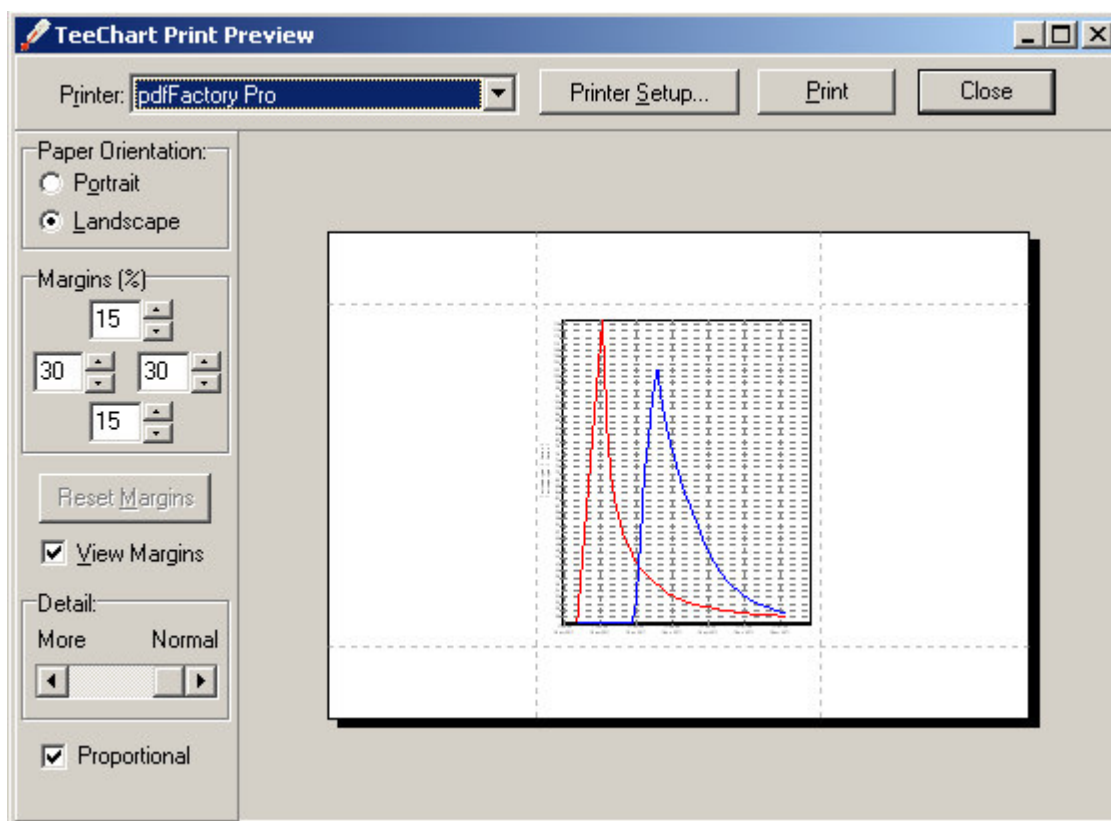 TeeChart Print Preview
Printer: pdfFactory Pro Printer Setup... Print Close
Paper Orientation:
Portrait
Landscape
Margins (%)
15
30 30
15
Reset Margins
View Margins
Detail:
More Normal
Proportional